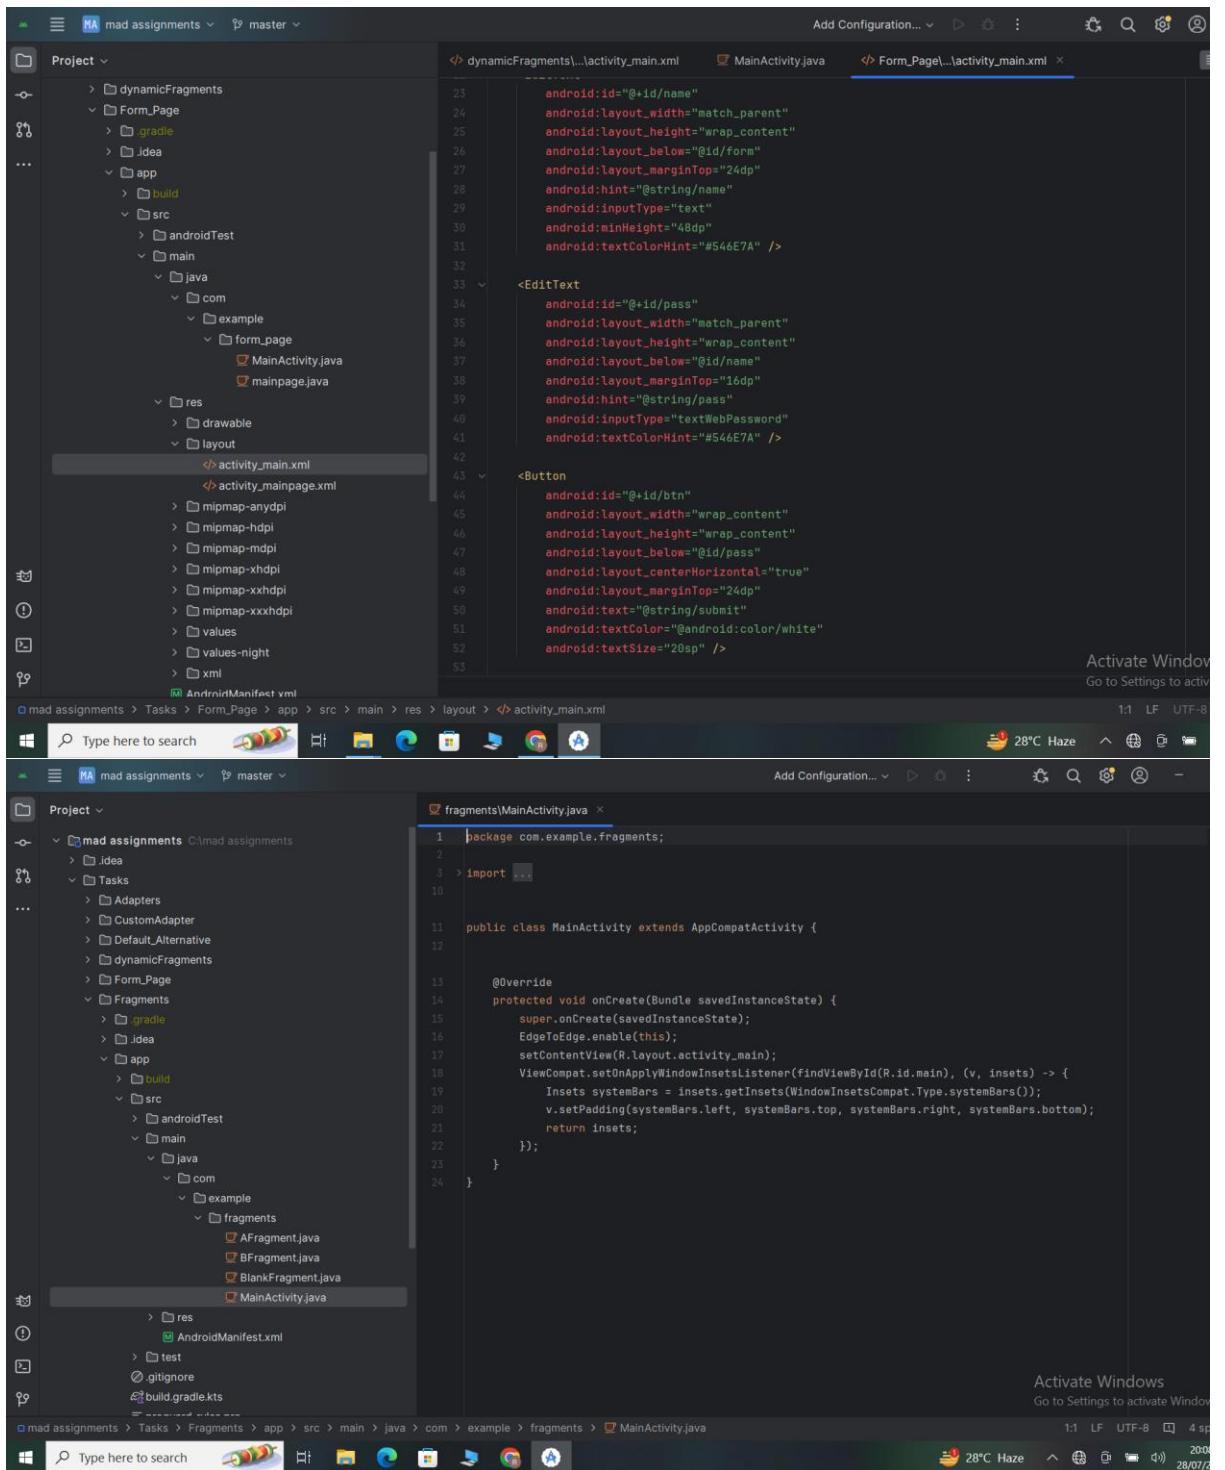 MA mad assignments master Add Configuration...
Project
dynamicFragments\...\activity_main.xml MainActivity.java Form_Page\...\activity_main.xml
dynamicFragments
Form_Page
.gradle
.idea
app
build
src
androidTest
main
java
com
example
form_page
MainActivity.java
mainpage.java
res
drawable
layout
activity_main.xml
activity_mainpage.xml
mipmap-anydpi
mipmap-hdpi
mipmap-mdpi
mipmap-xhdpi
mipmap-xxhdpi
mipmap-xxxhdpi
values
values-night
xml
AndroidManifest.xml
23 android:id="@+id/name"
24 android:layout_width="match_parent"
25 android:layout_height="wrap_content"
26 android:layout_below="@id/form"
27 android:layout_marginTop="24dp"
28 android:hint="@string/name"
29 android:inputType="text"
30 android:minHeight="48dp"
31 android:textColorHint="#546E7A" />
32
33 <EditText
34 android:id="@+id/pass"
35 android:layout_width="match_parent"
36 android:layout_height="wrap_content"
37 android:layout_below="@id/name"
38 android:layout_marginTop="16dp"
39 android:hint="@string/pass"
40 android:inputType="textWebPassword"
41 android:textColorHint="#546E7A" />
42
43 <Button
44 android:id="@+id/btn"
45 android:layout_width="wrap_content"
46 android:layout_height="wrap_content"
47 android:layout_below="@id/pass"
48 android:layout_centerHorizontal="true"
49 android:layout_marginTop="24dp"
50 android:text="@string/submit"
51 android:textColor="@android:color/white"
52 android:textSize="20sp" />
53
Activate Window
Go to Settings to activ
mad assignments > Tasks > Form_Page > app > src > main > res > layout > activity_main.xml 1:1 LF UTF-8
Type here to search 28°C Haze
MA mad assignments master Add Configuration...
Project
fragments\MainActivity.java
mad assignments C:\mad assignments
.idea
Tasks
Adapters
CustomAdapter
Default_Alternative
dynamicFragments
Form_Page
Fragments
.gradle
.idea
app
build
src
androidTest
main
java
com
example
fragments
AFragment.java
BFragment.java
BlankFragment.java
MainActivity.java
res
AndroidManifest.xml
test
.gitignore
build.gradle.kts
1 package com.example.fragments;
2
3 import ...
10
11 public class MainActivity extends AppCompatActivity {
12
13 @Override
14 protected void onCreate(Bundle savedInstanceState) {
15 super.onCreate(savedInstanceState);
16 EdgeToEdge.enable(this);
17 setContentView(R.layout.activity_main);
18 ViewCompat.setOnApplyWindowInsetsListener(findViewById(R.id.main), (v, insets) -> {
19 Insets systemBars = insets.getInsets(WindowInsetsCompat.Type.systemBars());
20 v.setPadding(systemBars.left, systemBars.top, systemBars.right, systemBars.bottom);
21 return insets;
22 });
23 }
24 }
Activate Windows
Go to Settings to activate Window
mad assignments > Tasks > Fragments > app > src > main > java > com > example > fragments > MainActivity.java 1:1 LF UTF-8 4 sp
Type here to search 28°C Haze 20:08
28/07/2